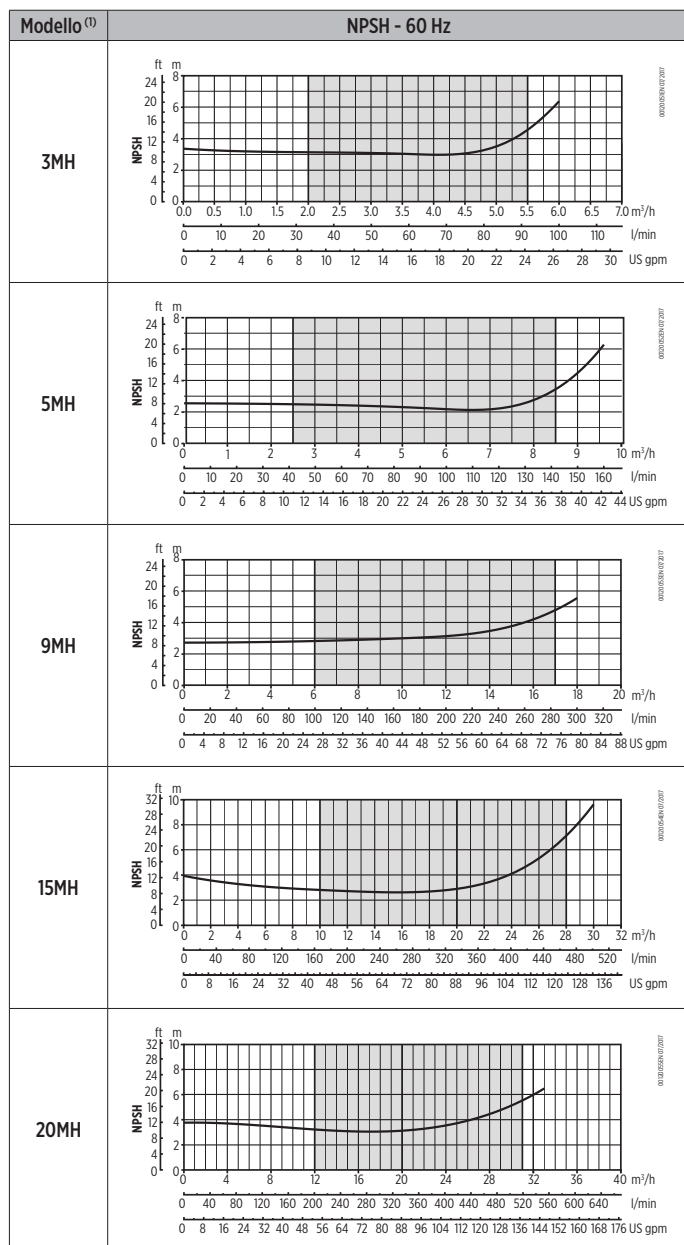 Modello (1) NPSH - 60 Hz
3MH
ft m
24 20 16 12 8 4 0
8 6 4 2 0
NPSH
0020051EN 07/2017
0.0 0.5 1.0 1.5 2.0 2.5 3.0 3.5 4.0 4.5 5.0 5.5 6.0 6.5 7.0 m³/h
0 10 20 30 40 50 60 70 80 90 100 110 l/min
0 2 4 6 8 10 12 14 16 18 20 22 24 26 28 30 US gpm
5MH
ft m
24 20 16 12 8 4 0
8 6 4 2 0
NPSH
0020052EN 07/2017
0 1 2 3 4 5 6 7 8 9 10 m³/h
0 10 20 30 40 50 60 70 80 90 100 110 120 130 140 150 160 l/min
0 2 4 6 8 10 12 14 16 18 20 22 24 26 28 30 32 34 36 38 40 42 44 US gpm
9MH
ft m
24 20 16 12 8 4 0
8 6 4 2 0
NPSH
0020053EN 07/2017
0 2 4 6 8 10 12 14 16 18 20 m³/h
0 20 40 60 80 100 120 140 160 180 200 220 240 260 280 300 320 l/min
0 4 8 12 16 20 24 28 32 36 40 44 48 52 56 60 64 68 72 76 80 84 88 US gpm
15MH
ft m
32 28 24 20 16 12 8 4 0
10 8 6 4 2 0
NPSH
0020054EN 07/2017
0 2 4 6 8 10 12 14 16 18 20 22 24 26 28 30 32 m³/h
0 40 80 120 160 200 240 280 320 360 400 440 480 520 l/min
0 8 16 24 32 40 48 56 64 72 80 88 96 104 112 120 128 136 US gpm
20MH
ft m
32 28 24 20 16 12 8 4 0
10 8 6 4 2 0
NPSH
0 4 8 12 16 20 24 28 32 36 40 m³/h
0 40 80 120 160 200 240 280 320 360 400 440 480 520 560 600 640 l/min
0 8 16 24 32 40 48 56 64 72 80 88 96 104 112 120 128 136 144 152 160 168 176 US gpm